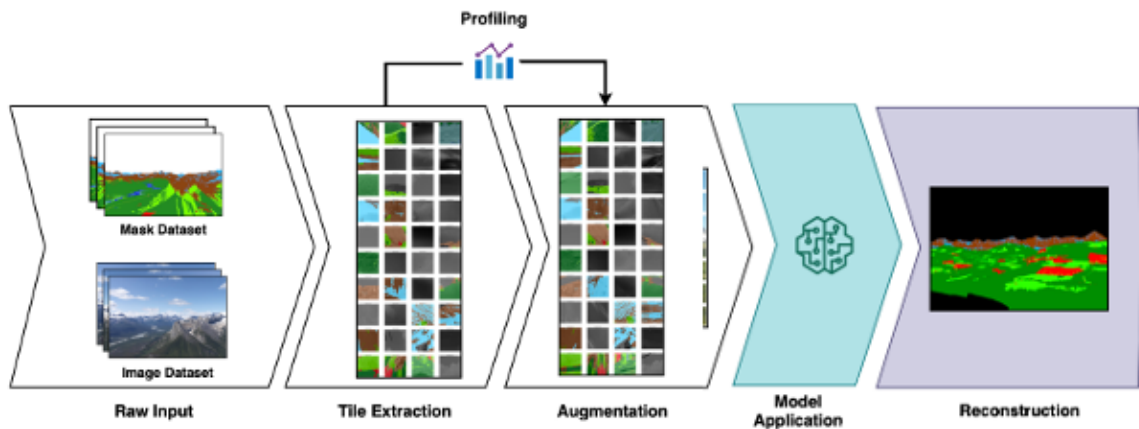 Profiling
Mask Dataset
Image Dataset
Raw Input
Tile Extraction
Augmentation
Model
Application
Reconstruction